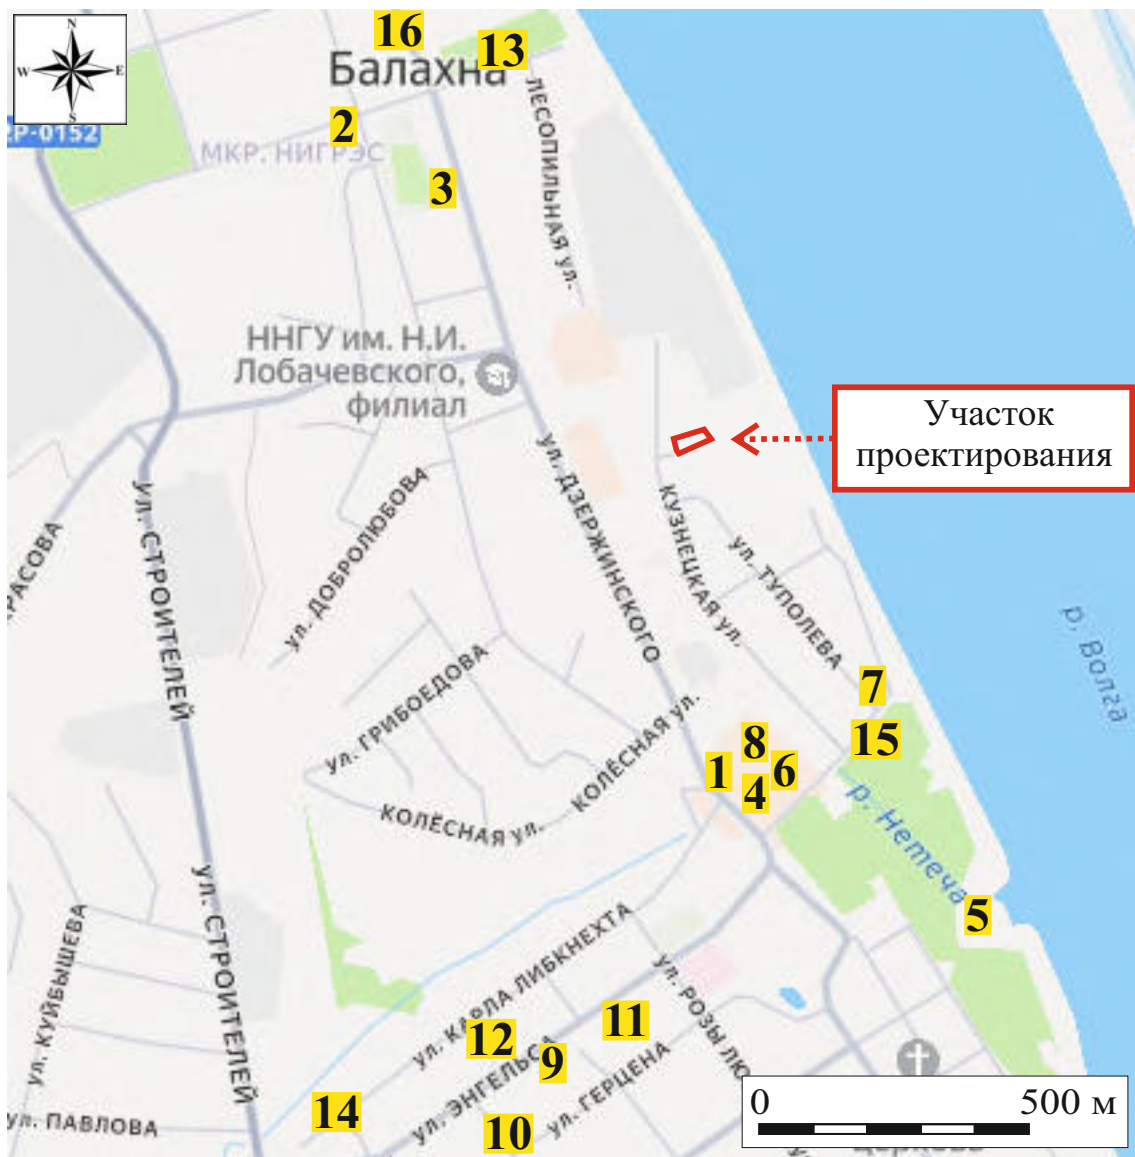 N
W
E
S
16
13
Балахна
2Р-0152
2
МКР. НИГРЭС
3
ЛЕСОПИЛЬНАЯ ул.
ННГУ им. Н.И.
Лобачевского,
филиал
Участок
проектирования
ул. ДЗЕРЖИНСКОГО
КУЗНЕЦКАЯ ул.
ул. ТУПОЛЕВА
ул. ДОБРОЛЮБОВА
РАСОВА
ул. СТРОИТЕЛЕЙ
ул. ГРИБОЕДОВА
КОЛЁСНАЯ ул.
КОЛЁСНАЯ ул.
р. Волга
7
15
8
1
6
4
р. Нетеча
5
ул. СТРОИТЕЛЕЙ
ул. КУЙБЫШЕВА
ул. КАРЛА ЛИБКНЕХТА
ул. РОЗЫ ЛЮ
11
12
9
ул. ЭНГЕЛЬСА
ул. ГЕРЦЕНА
14
10
ул. ПАВЛОВА
0 500 м